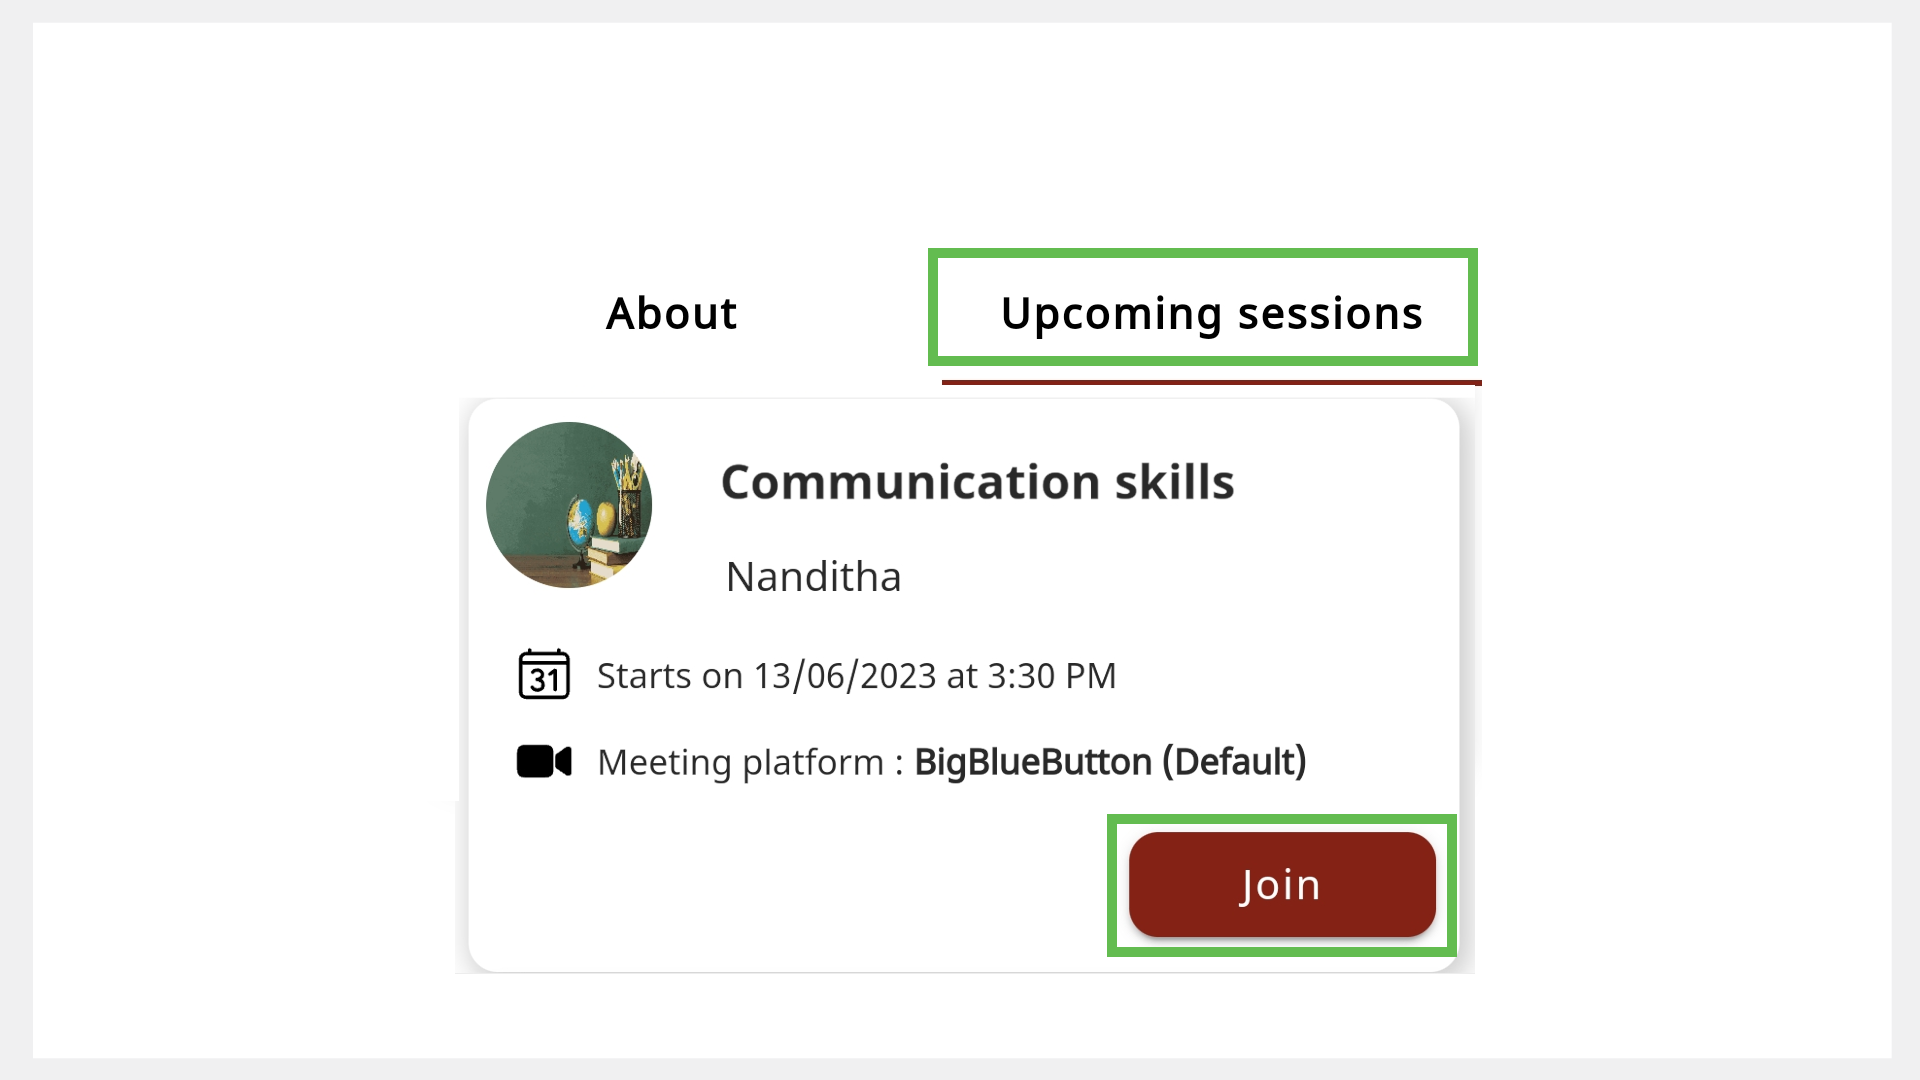 About
Upcoming sessions
Communication skills
Nanditha
31
Starts on 13/06/2023 at 3:30 PM
Meeting platform : BigBlueButton (Default)
Join